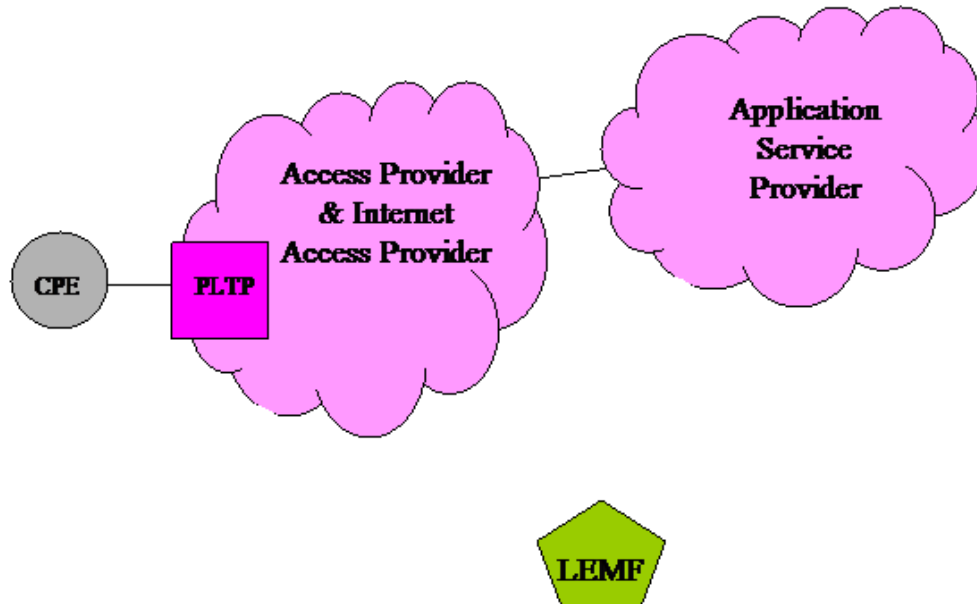 Application
Service
Provider
Access Provider
& Internet
Access Provider
CPE
PLTP
LEMF